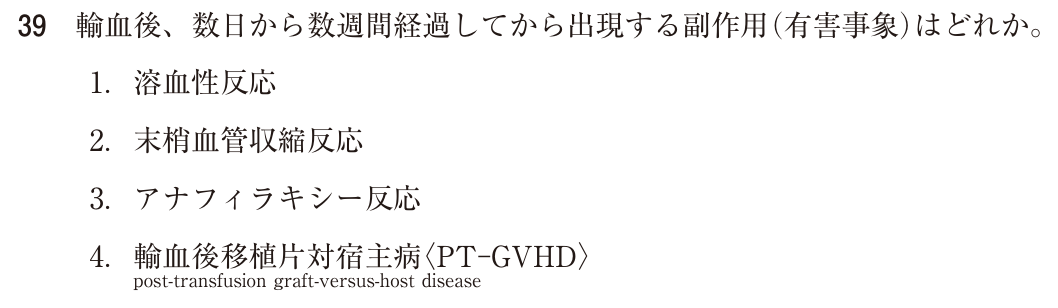 39 輸血後、数日から数週間経過してから出現する副作用(有害事象)はどれか。
1. 溶血性反応
2. 末梢血管収縮反応
3. アナフィラキシー反応
4. 輸血後移植片対宿主病〈PT-GVHD〉
post-transfusion graft-versus-host disease